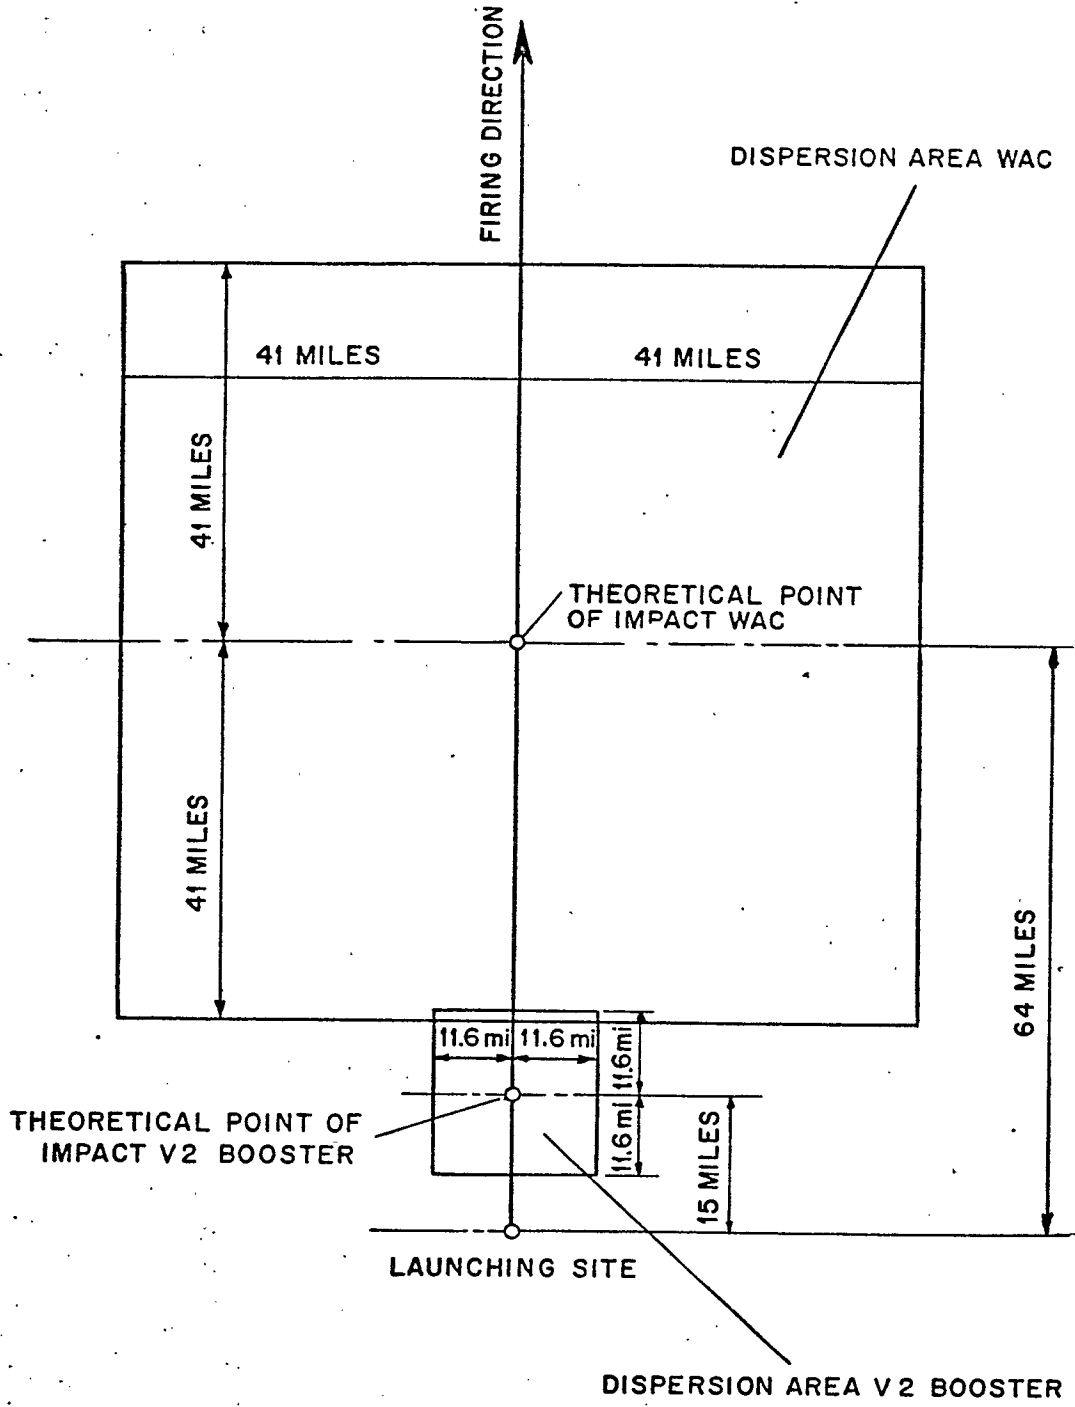 FIRING DIRECTION
DISPERSION AREA WAC
41 MILES
41 MILES
41 MILES
THEORETICAL POINT
OF IMPACT WAC
41 MILES
64 MILES
11.6 mi
11.6 mi
11.6 mi
11.6 mi
THEORETICAL POINT OF
IMPACT V2 BOOSTER
15 MILES
LAUNCHING SITE
DISPERSION AREA V2 BOOSTER